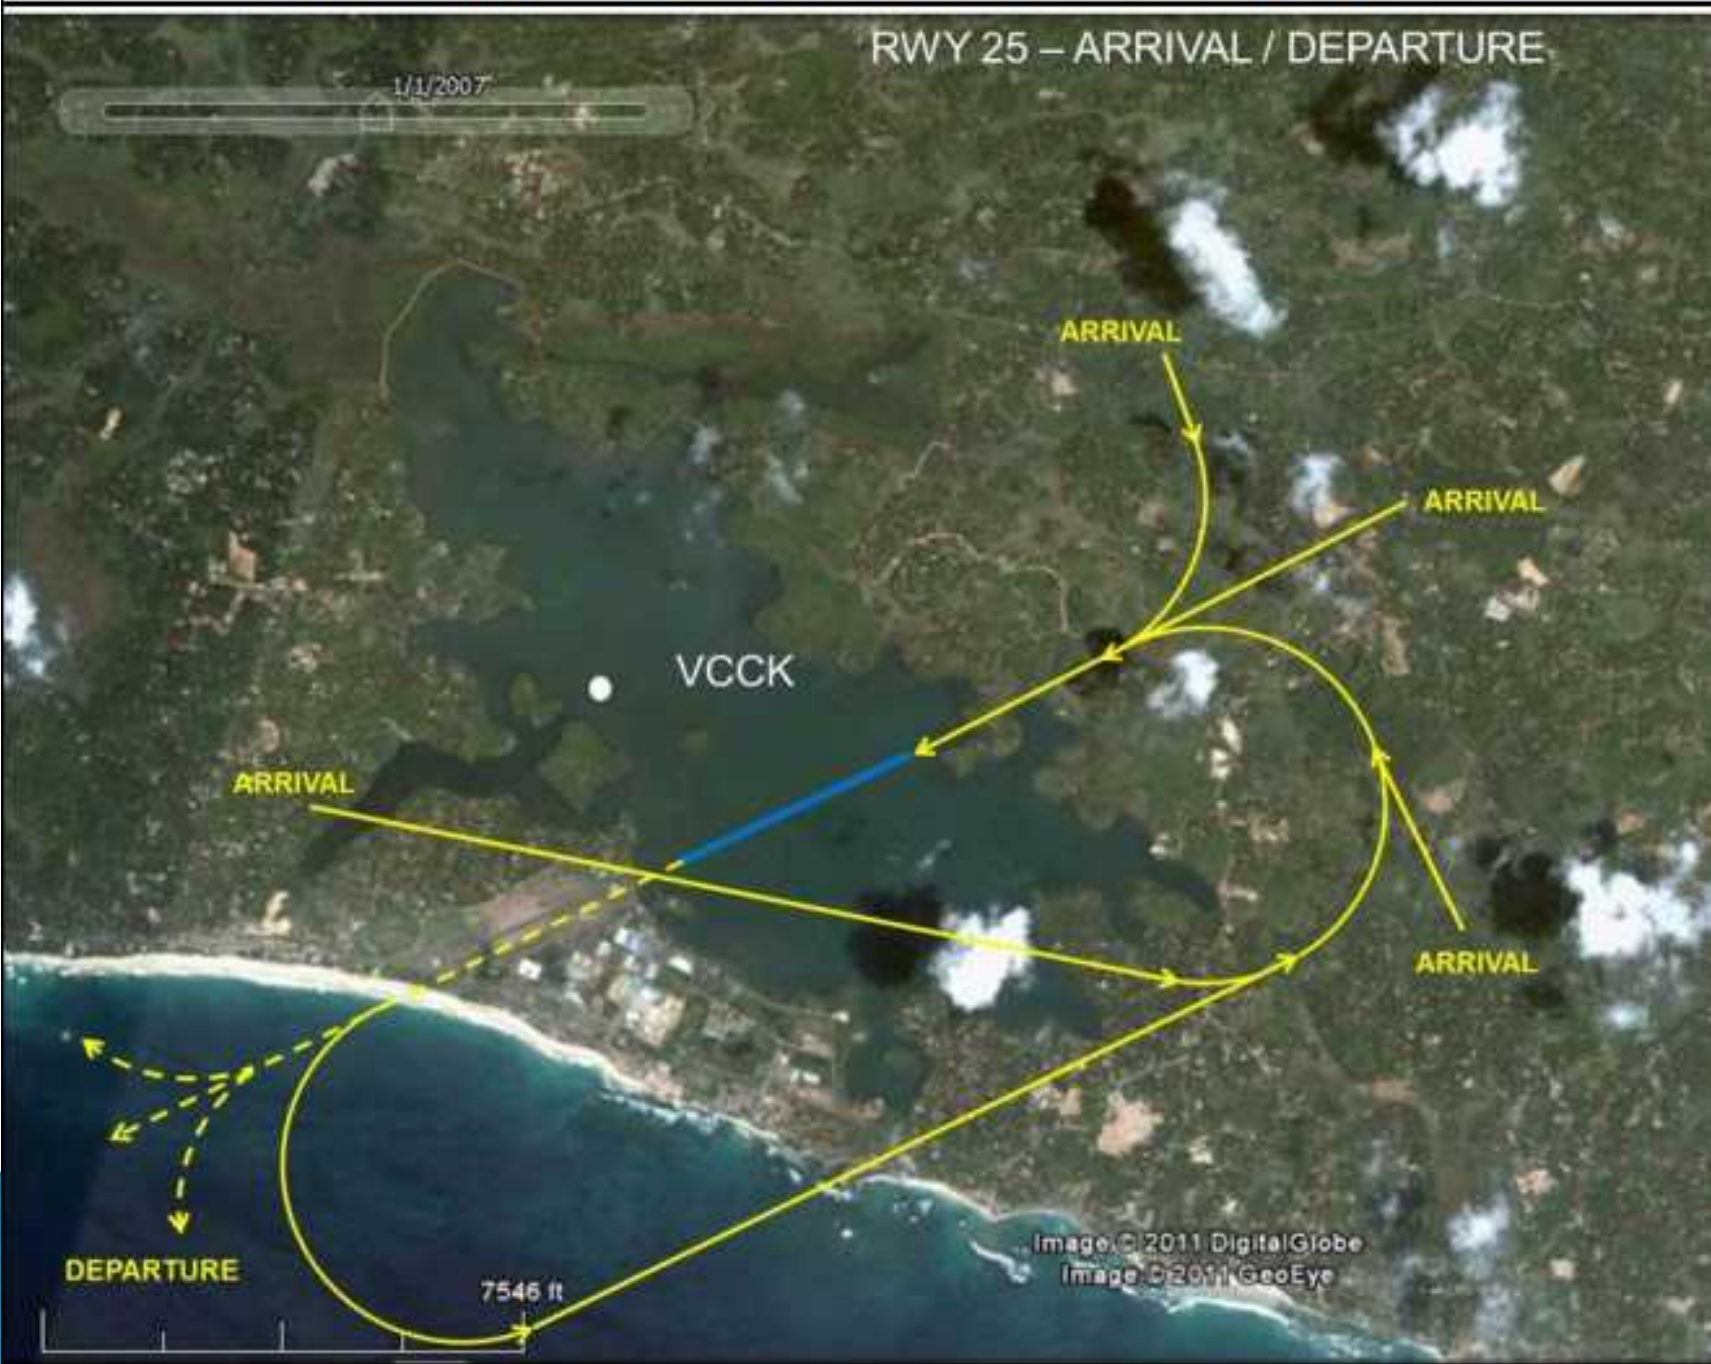 RWY 25 – ARRIVAL / DEPARTURE
1/1/2007
ARRIVAL
ARRIVAL
VCCK
ARRIVAL
ARRIVAL
Image © 2011 DigitalGlobe
Image © 2011 GeoEye
DEPARTURE
7546 ft